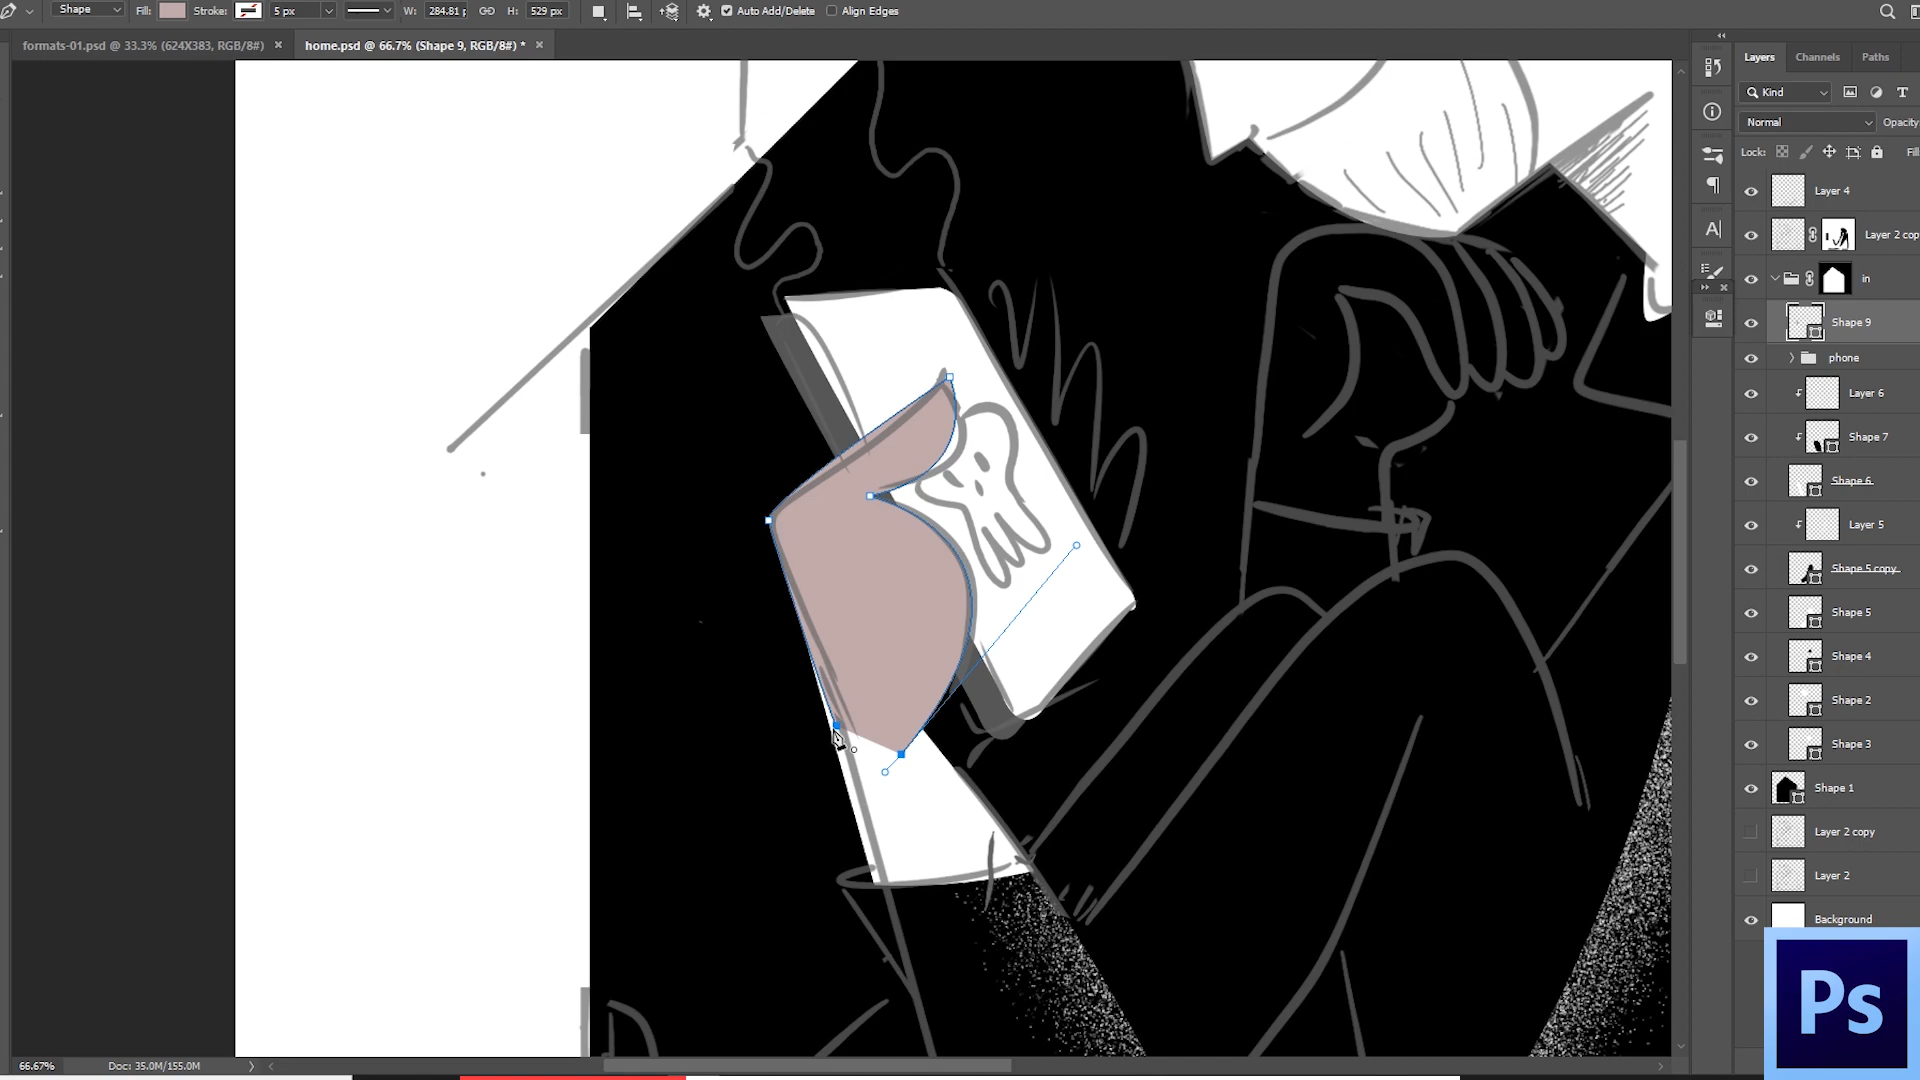 Shape Fill: Stroke: 5 px W: 284.81 p H: 529 px Auto Add/Delete Align Edges
formats-01.psd @ 33.3% (624X383, RGB/8#) × home.psd @ 66.7% (Shape 9, RGB/8#) * ×
Layers Channels Paths
Kind
Normal Opacity
Lock: Fill
Layer 4
Layer 2 cop
in
Shape 9
phone
Layer 6
Shape 7
Shape 6
Layer 5
Shape 5 copy
Shape 5
Shape 4
Shape 2
Shape 3
Shape 1
Layer 2 copy
Layer 2
Background
Ps
66.67% Doc: 35.0M/155.0M